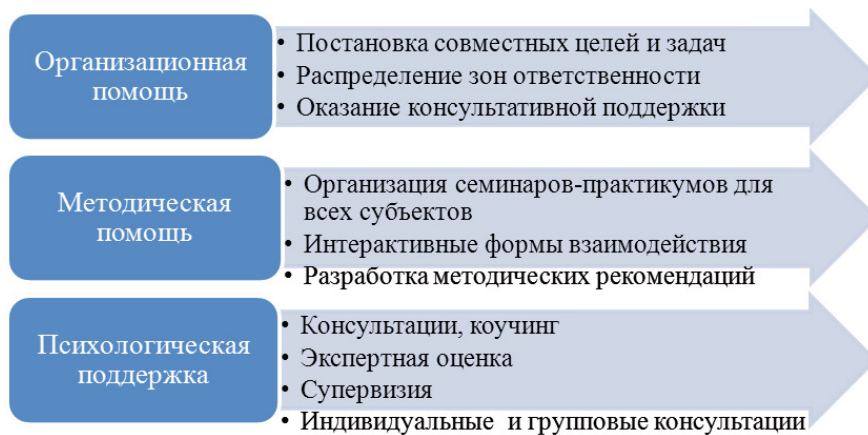 Организационная
помощь
• Постановка совместных целей и задач
• Распределение зон ответственности
• Оказание консультативной поддержки
Методическая
помощь
• Организация семинаров-практикумов для
всех субъектов
• Интерактивные формы взаимодействия
• Разработка методических рекомендаций
Психологическая
поддержка
• Консультации, коучинг
• Экспертная оценка
• Супервизия
• Индивидуальные и групповые консультации